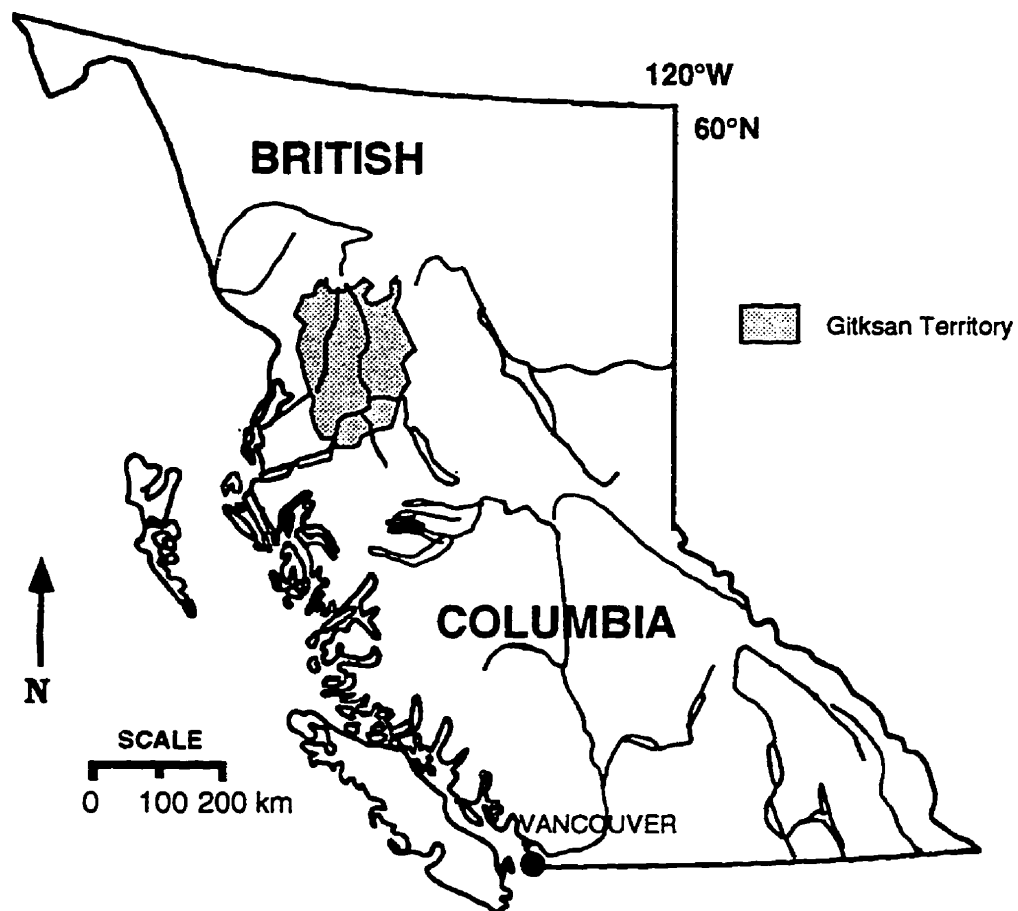 120°W
60°N
BRITISH
Gitksan Territory
COLUMBIA
N
SCALE
0 100 200 km
VANCOUVER